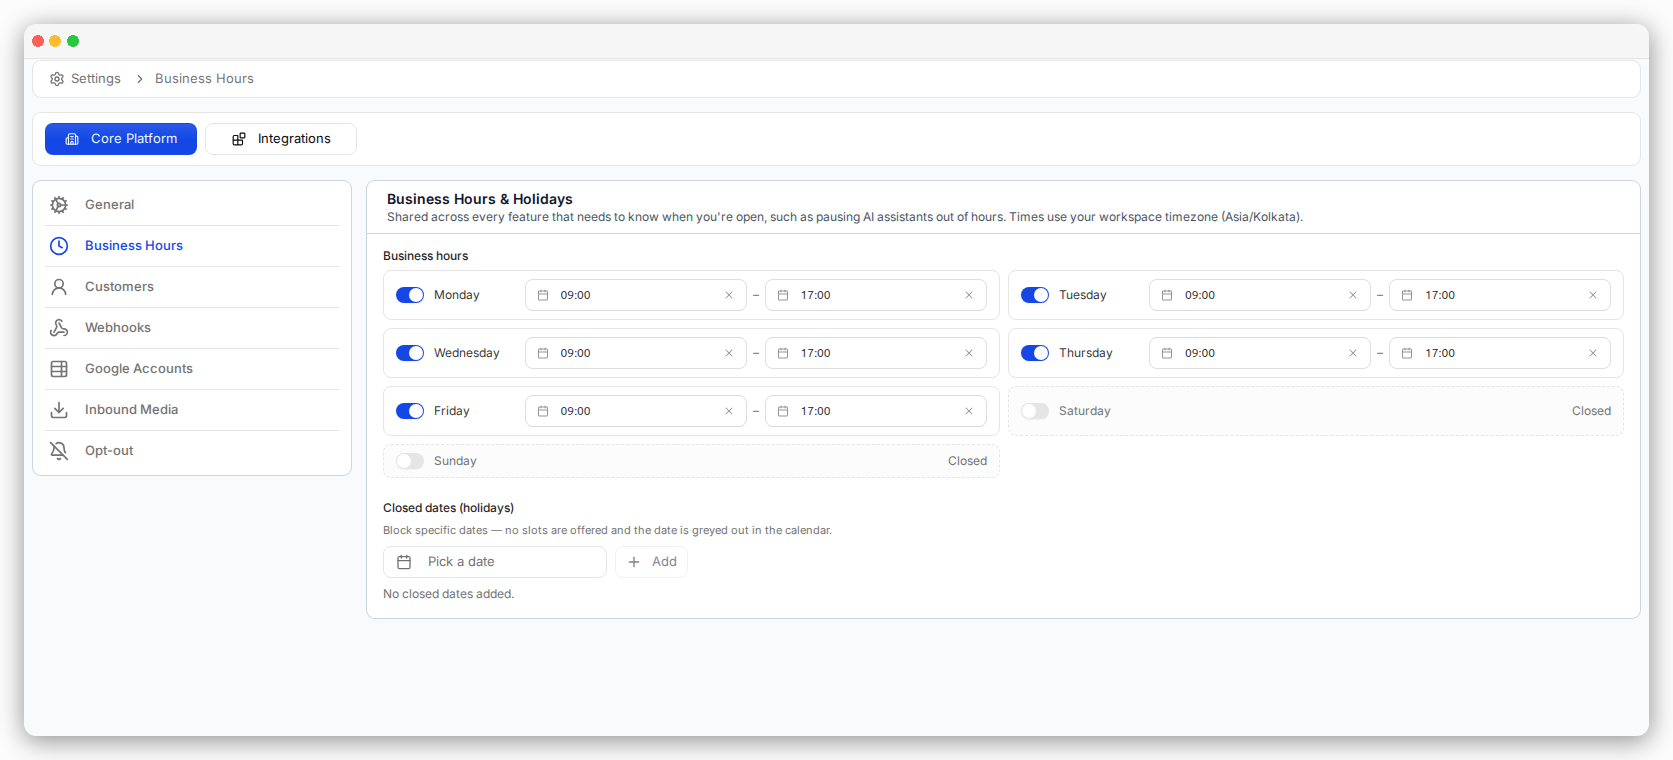 Settings > Business Hours
Core Platform
Integrations
General
Business Hours
Customers
Webhooks
Google Accounts
Inbound Media
Opt-out
Business Hours & Holidays
Shared across every feature that needs to know when you're open, such as pausing AI assistants out of hours. Times use your workspace timezone (Asia/Kolkata).
Business hours
Monday 09:00 – 17:00
Tuesday 09:00 – 17:00
Wednesday 09:00 – 17:00
Thursday 09:00 – 17:00
Friday 09:00 – 17:00
Saturday Closed
Sunday Closed
Closed dates (holidays)
Block specific dates — no slots are offered and the date is greyed out in the calendar.
Pick a date
+ Add
No closed dates added.